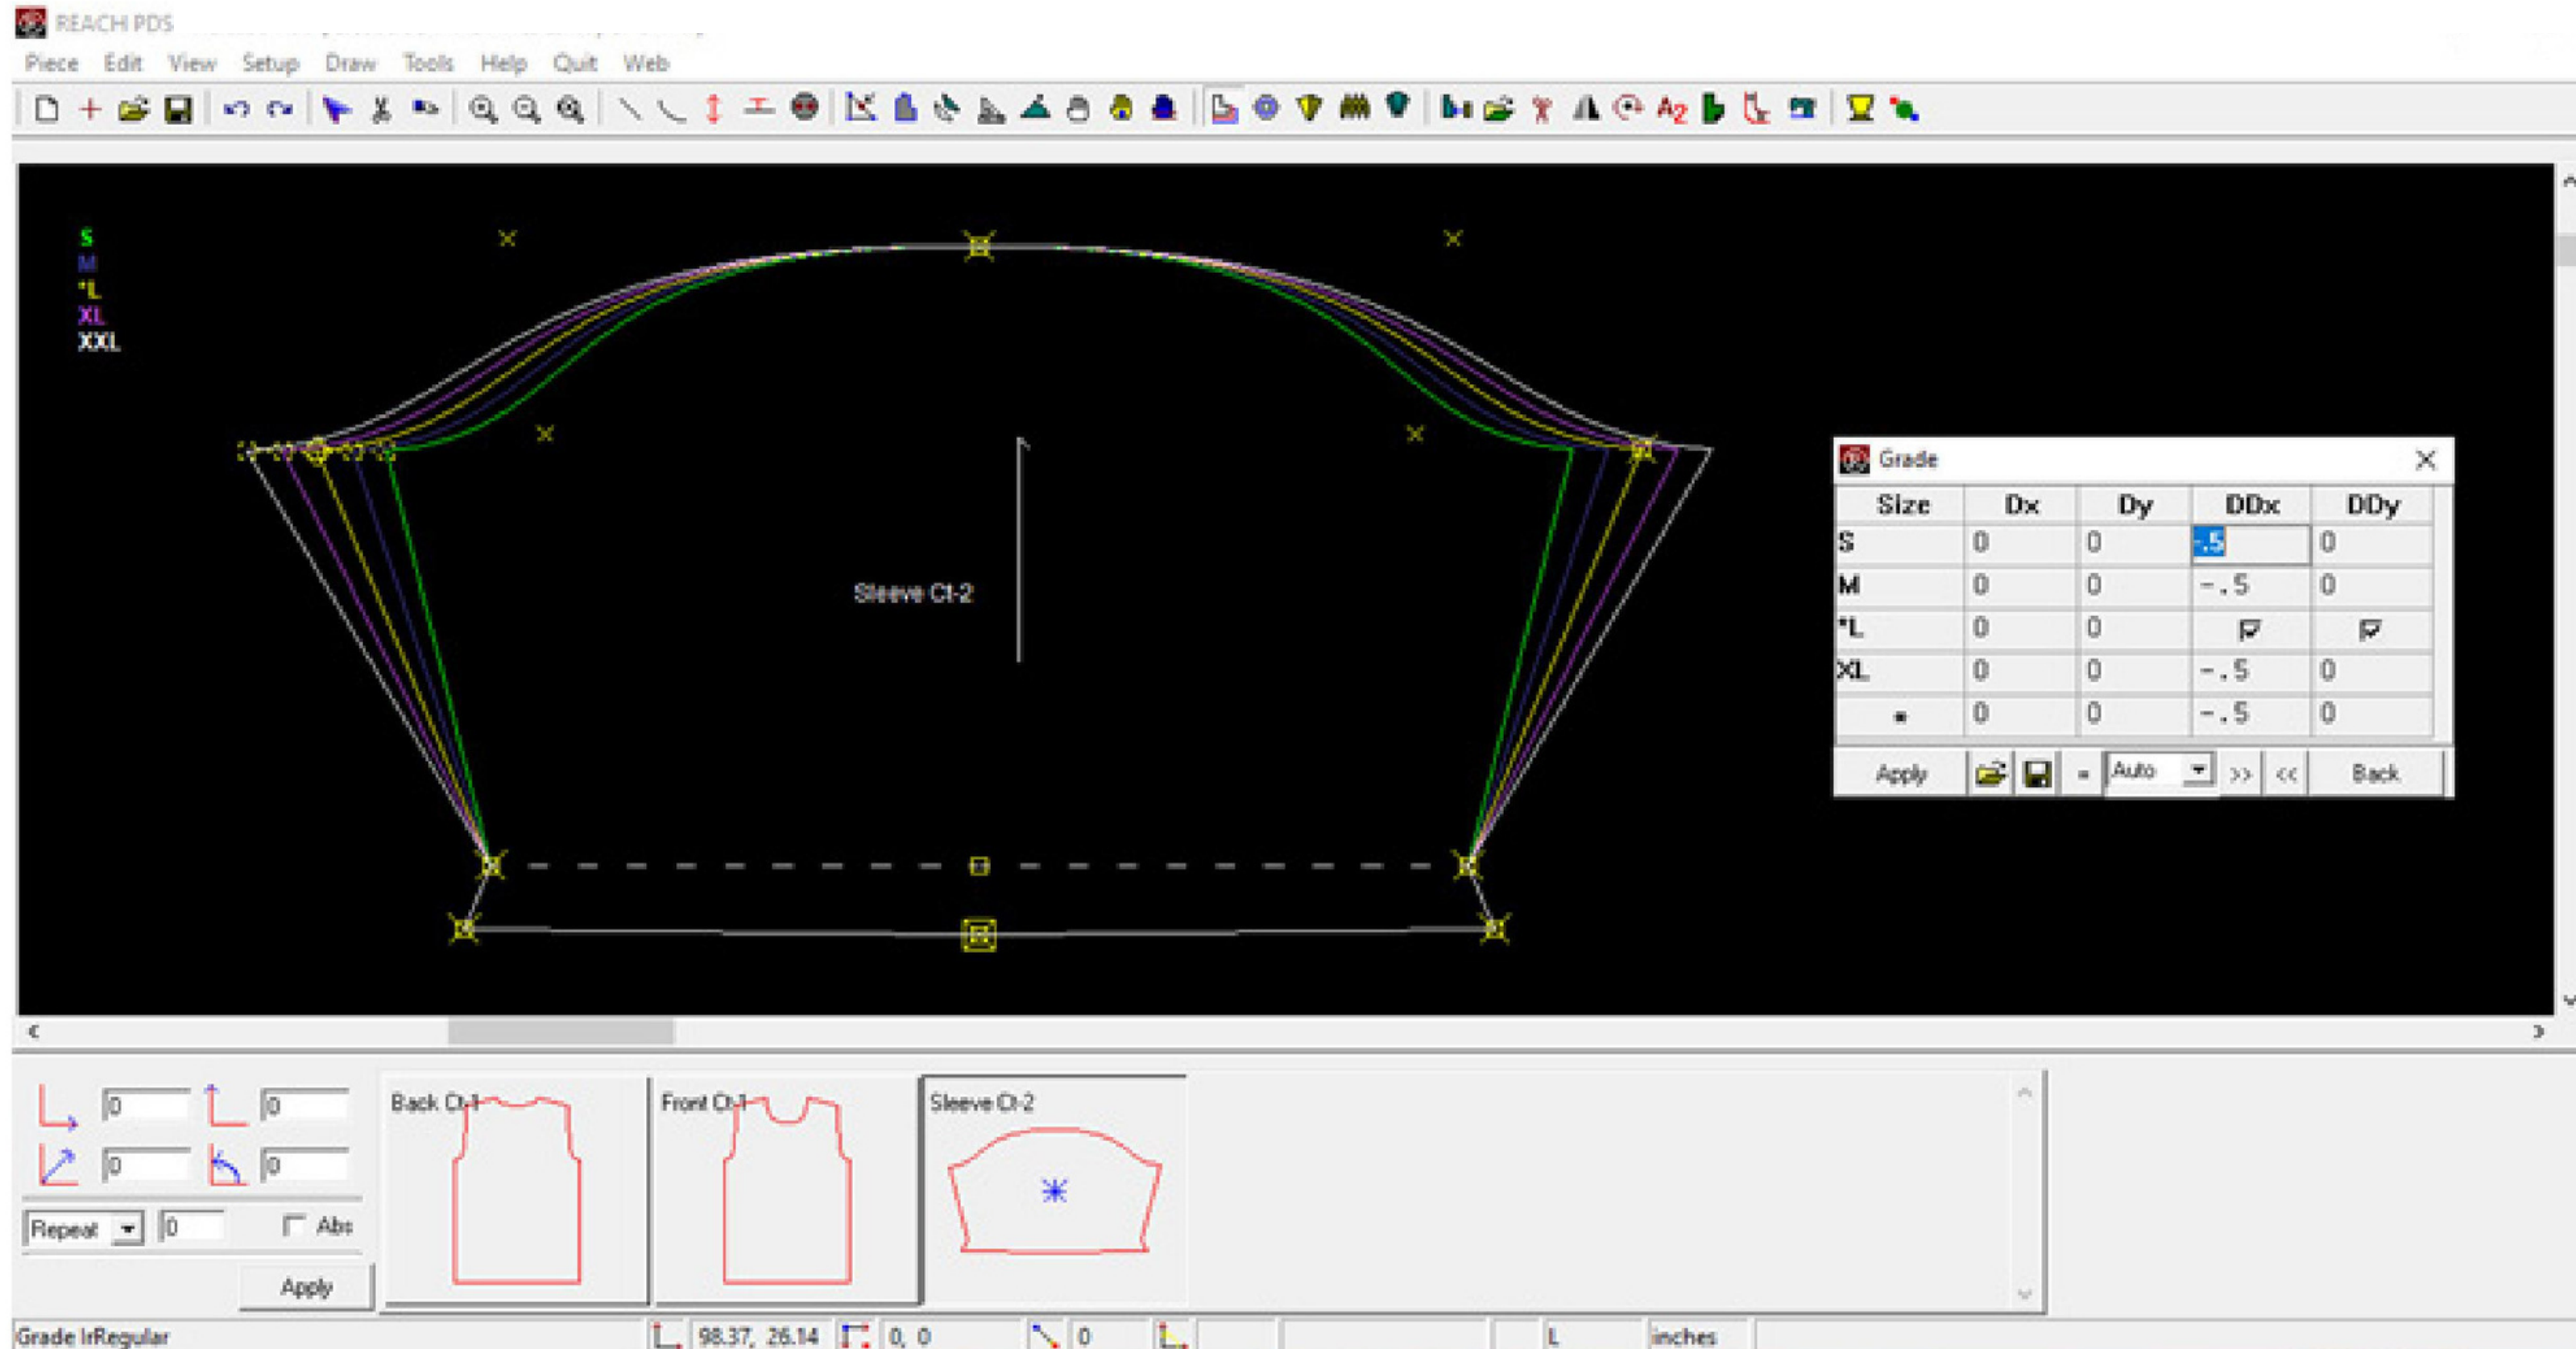 REACH PDS
Piece Edit View Setup Draw Tools Help Quit Web
S
M
*L
XL
XXL
Sleeve Ct-2
Grade
Size Dx Dy DDx DDy
S 0 0 -.5 0
M 0 0 -.5 0
*L 0 0
XL 0 0 -.5 0
0 0 -.5 0
Apply = Auto >> << Back
0 0
0 0
Repeat 0 Abs
Apply
Back Ct-1
Front Ct-1
Sleeve Ct-2
Grade IrRegular 98.37, 26.14 0, 0 0 L inches